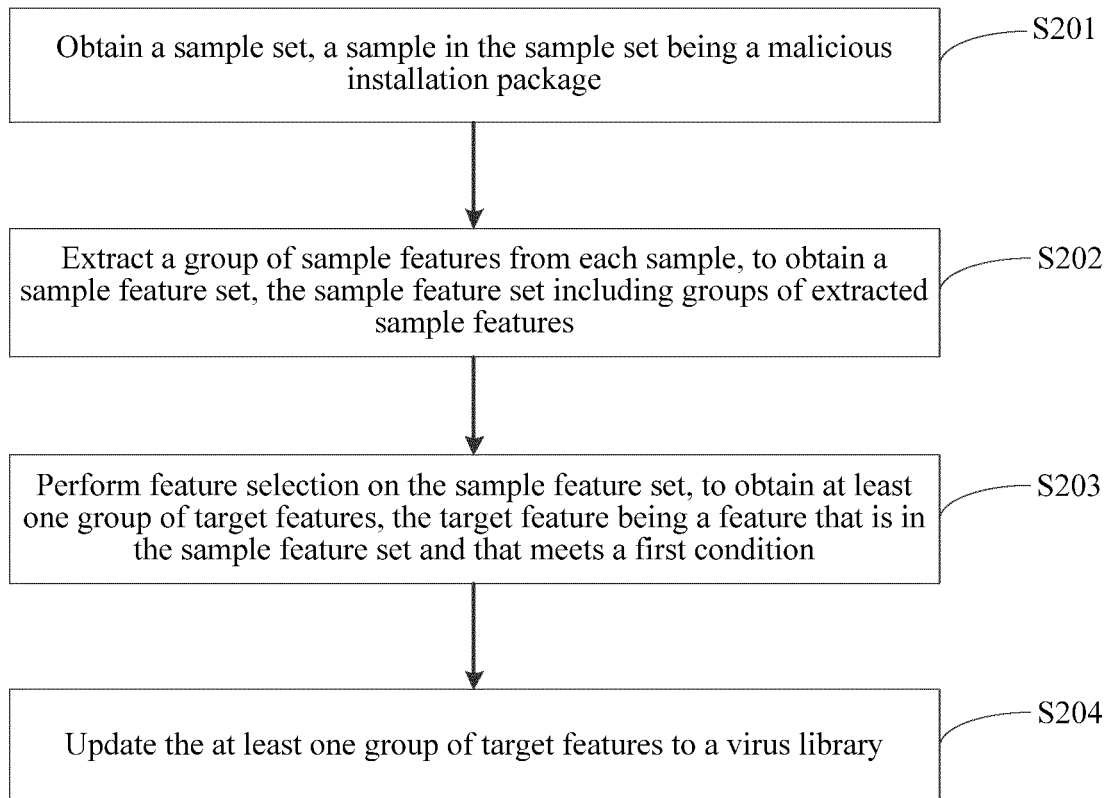 Obtain a sample set, a sample in the sample set being a malicious
installation package
S201
Extract a group of sample features from each sample, to obtain a
sample feature set, the sample feature set including groups of extracted
sample features
S202
Perform feature selection on the sample feature set, to obtain at least
one group of target features, the target feature being a feature that is in
the sample feature set and that meets a first condition
S203
Update the at least one group of target features to a virus library
S204